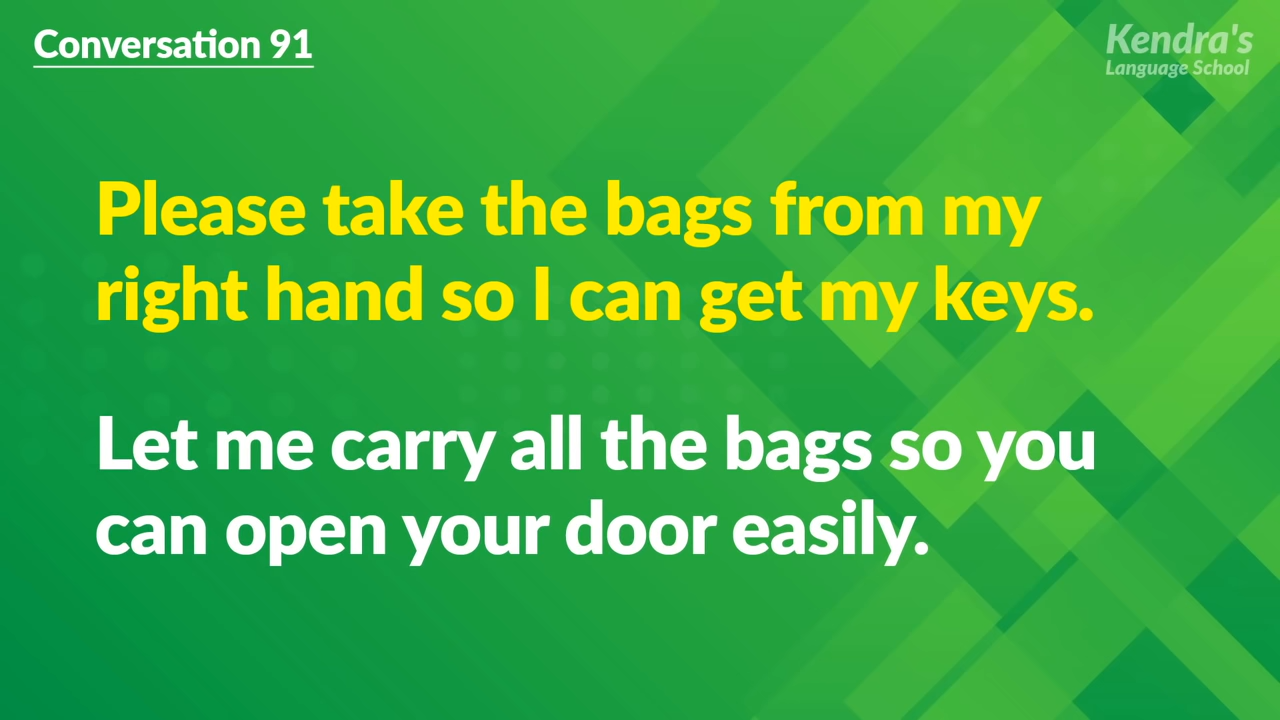 Conversation 91
Kendra's
Language School
Please take the bags from my
right hand so I can get my keys.
Let me carry all the bags so you
can open your door easily.